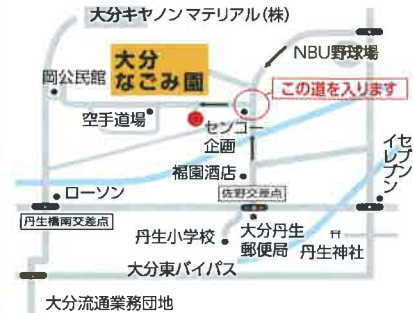 大分キヤノンマテリアル(株)
NBU野球場
大分
なごみ園
岡公民館
この道を入ります
空手道場
センコー
企画
セブン
イレブン
福園酒店
ローソン
佐野交差点
丹生橋南交差点
丹生小学校
大分丹生
郵便局
丹生神社
大分東バイパス
大分流通業務団地